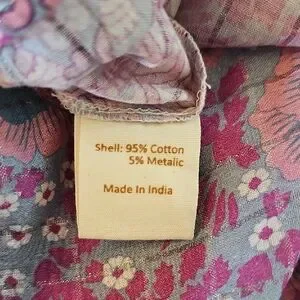 Shell: 95% Cotton
5% Metalic
Made In India